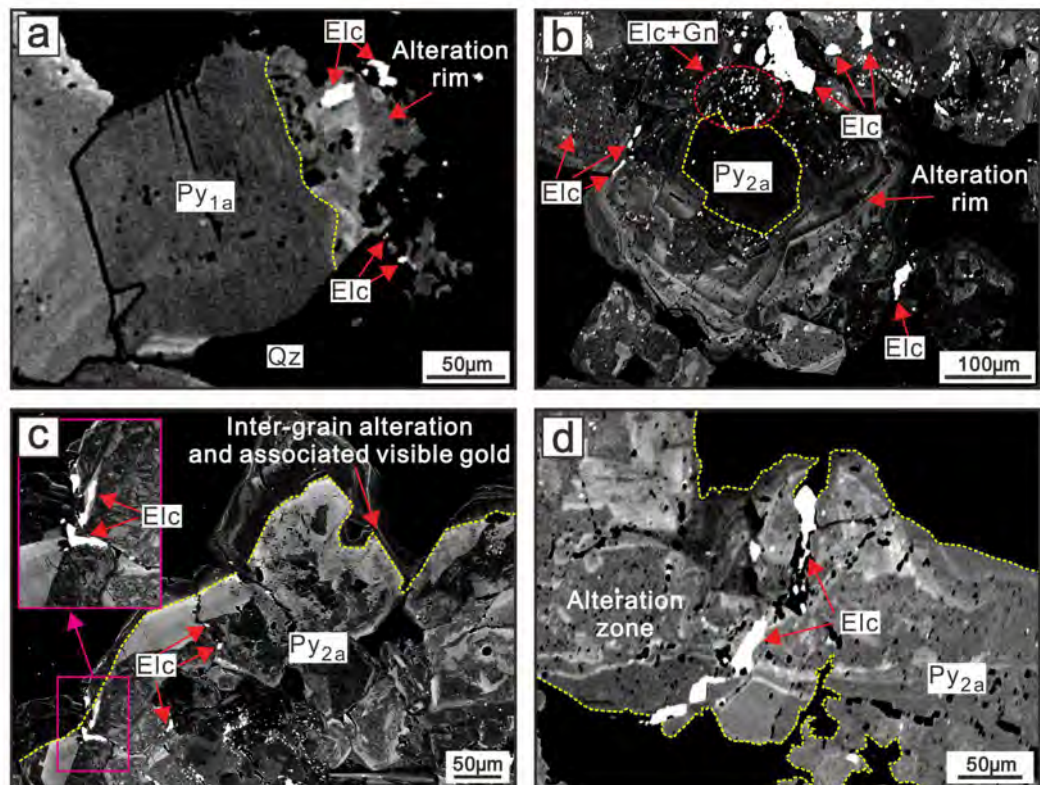 a
Elc
Alteration
rim
Py1a
Elc
Qz
50µm
b
Elc+Gn
Elc
Py2a
Elc
Alteration
rim
Elc
100µm
c
Inter-grain alteration
and associated visible gold
Elc
Elc
Py2a
50µm
d
Elc
Alteration
zone
Py2a
50µm